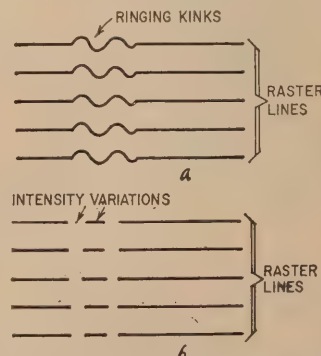 RINGING KINKS
RASTER
LINES
a
INTENSITY VARIATIONS
RASTER
LINES
b